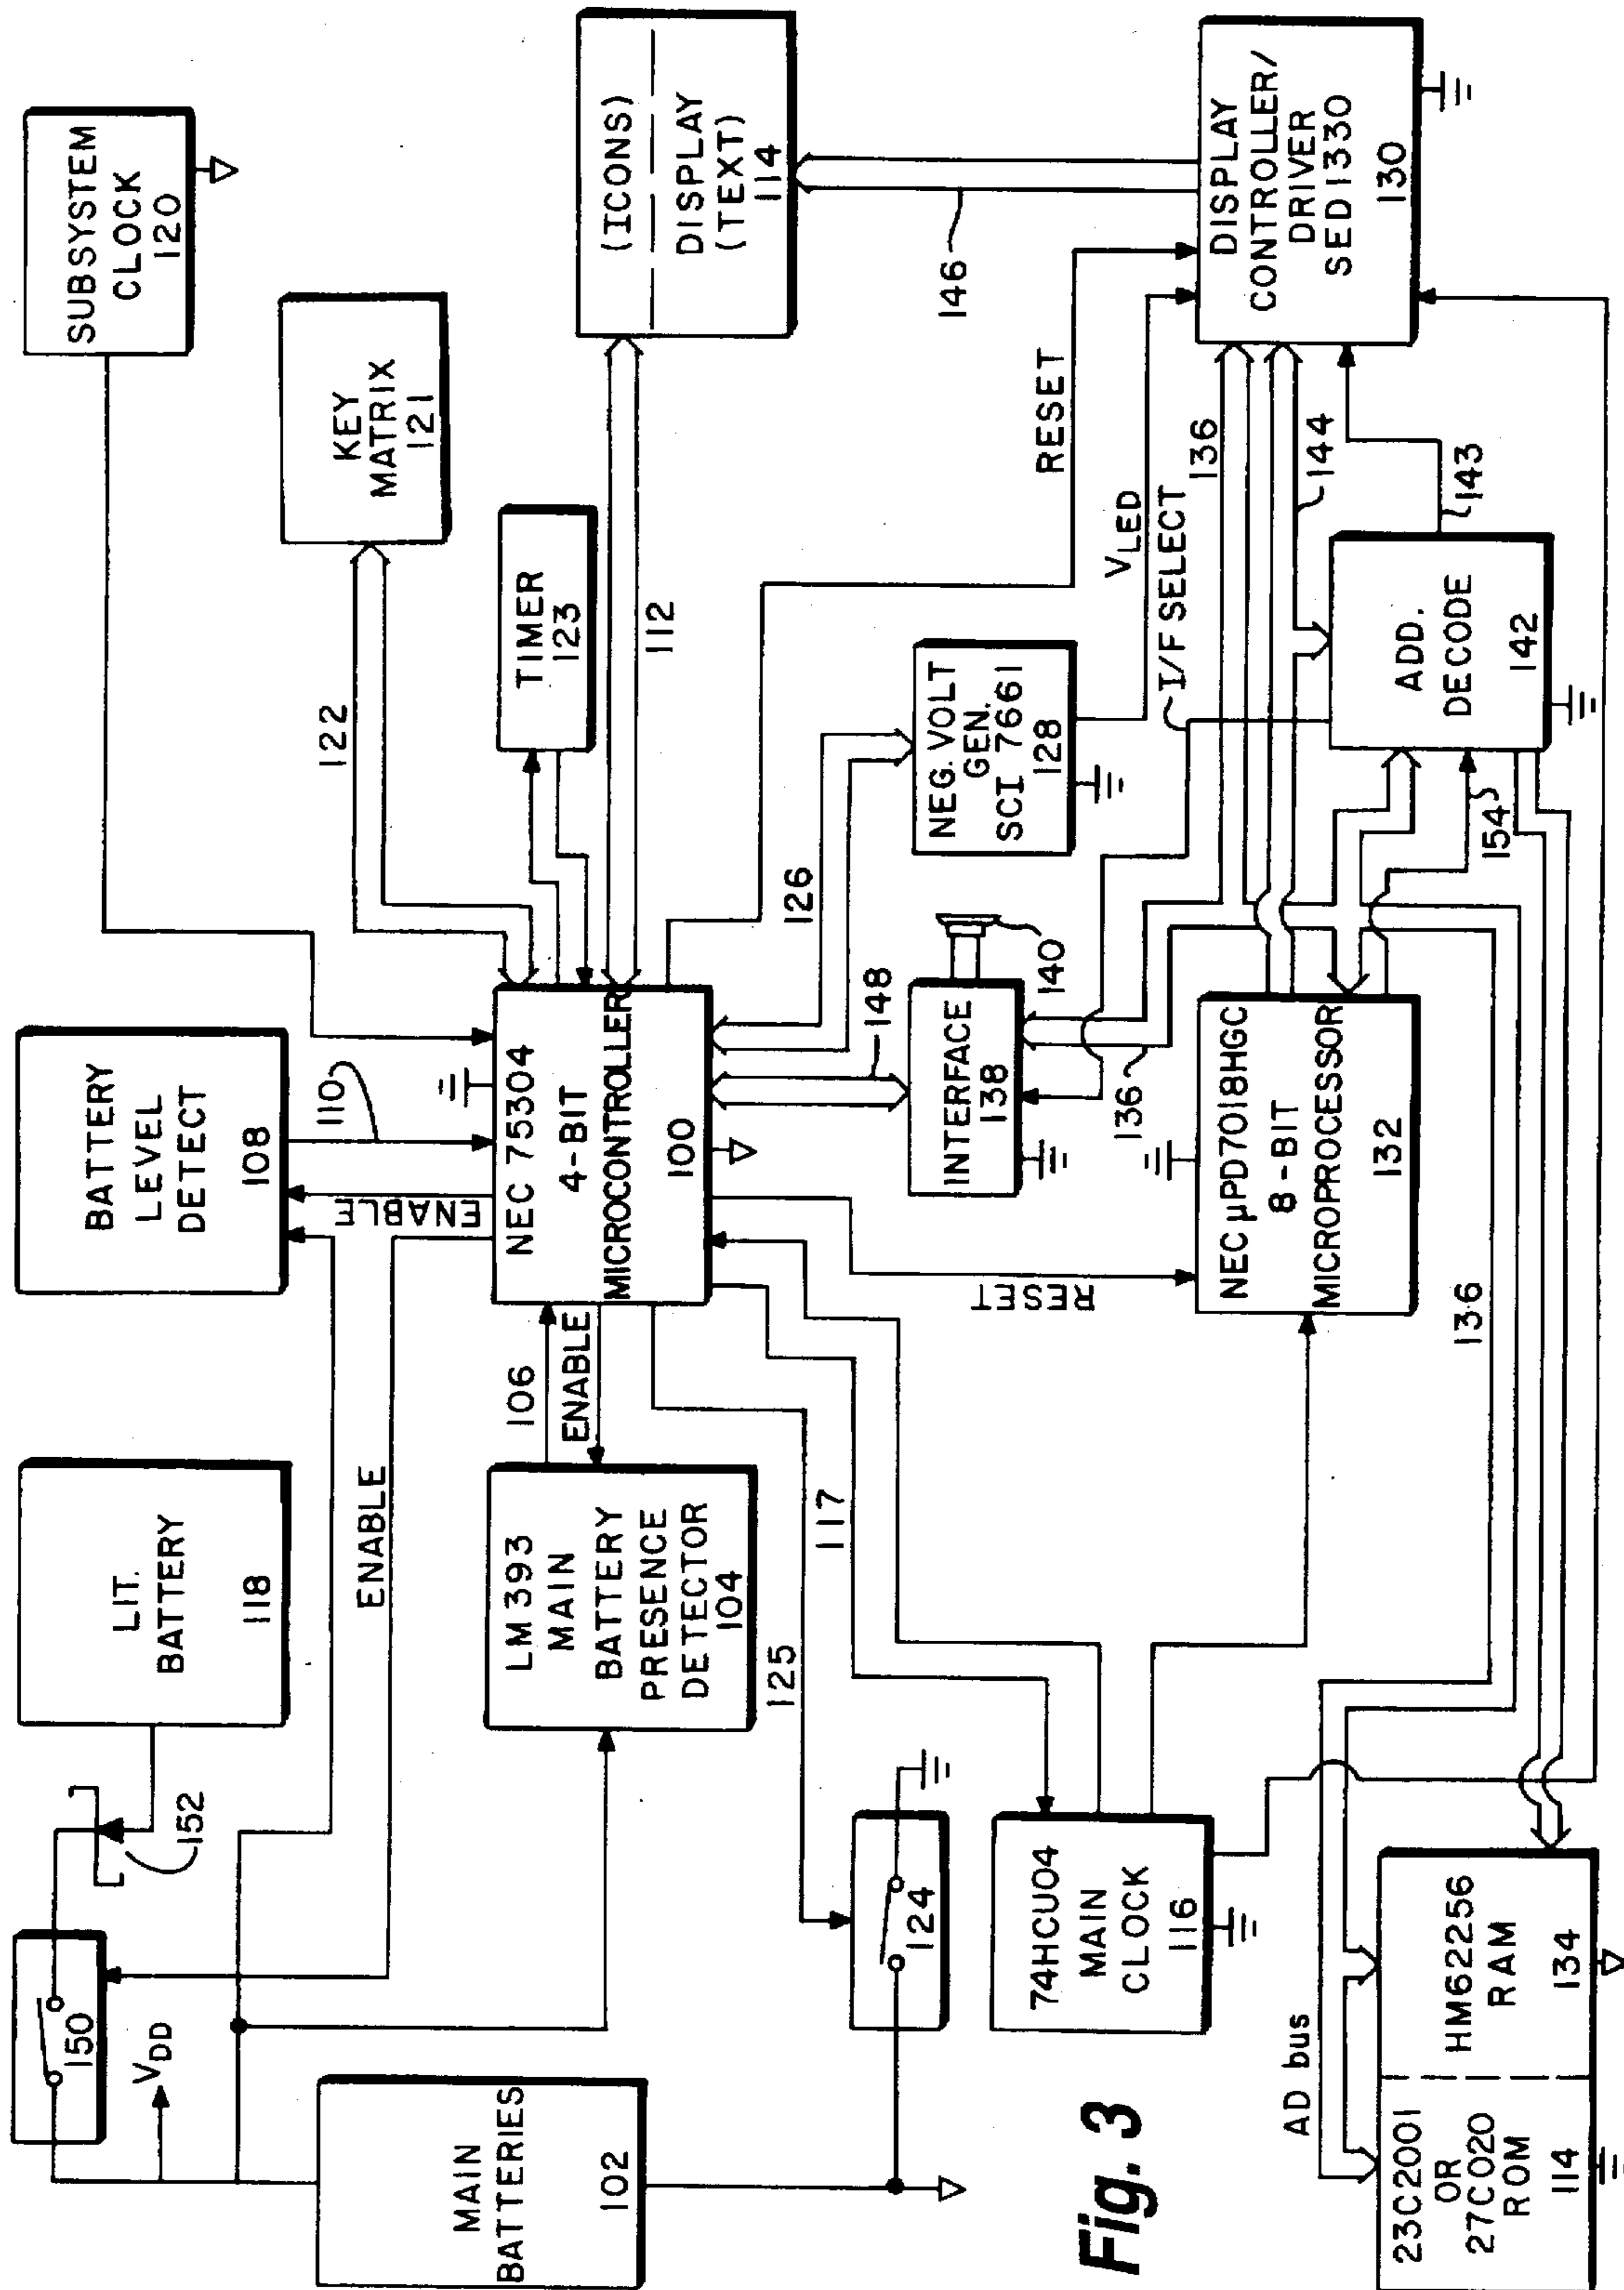 SUBSYSTEM
CLOCK
120
KEY
MATRIX
121
122
(ICONS)
DISPLAY
(TEXT)
114
TIMER
123
112
BATTERY
LEVEL
DETECT
108
110
ENABLE
NEC 75304
4-BIT
MICROCONTROLLER
100
126
NEG. VOLT
GEN.
SCI 7661
128
RESET
VLED
I/F SELECT
146
DISPLAY
CONTROLLER/
DRIVER
SED1330
130
136
144
143
ADD.
DECODE
142
154
148
140
INTERFACE
138
136
NEC µPD7018HGC
8-BIT
MICROPROCESSOR
132
RESET
136
LIT.
BATTERY
118
ENABLE
106
ENABLE
LM393
MAIN
BATTERY
PRESENCE
DETECTOR
104
117
125
152
150
VDD
MAIN
BATTERIES
102
124
74HCU04
MAIN
CLOCK
116
AD bus
23C2001
OR
27C020
ROM
114
HM62256
RAM
134
Fig. 3